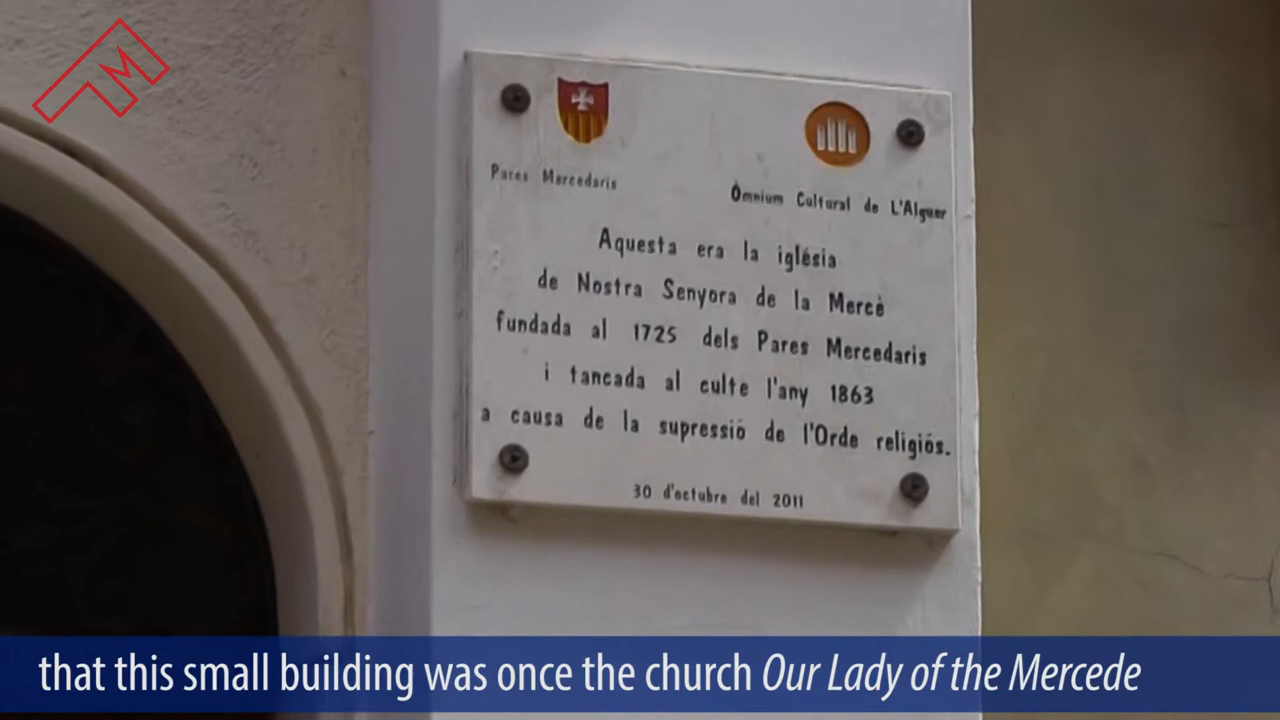 Pares Mercedaris
Òmnium Cultural de L'Alguer
Aquesta era la iglésia
de Nostra Senyora de la Mercè
fundada al 1725 dels Pares Mercedaris
i tancada al culte l'any 1863
a causa de la supressió de l'Orde religiós.
30 d'octubre del 2011
that this small building was once the church Our Lady of the Mercede